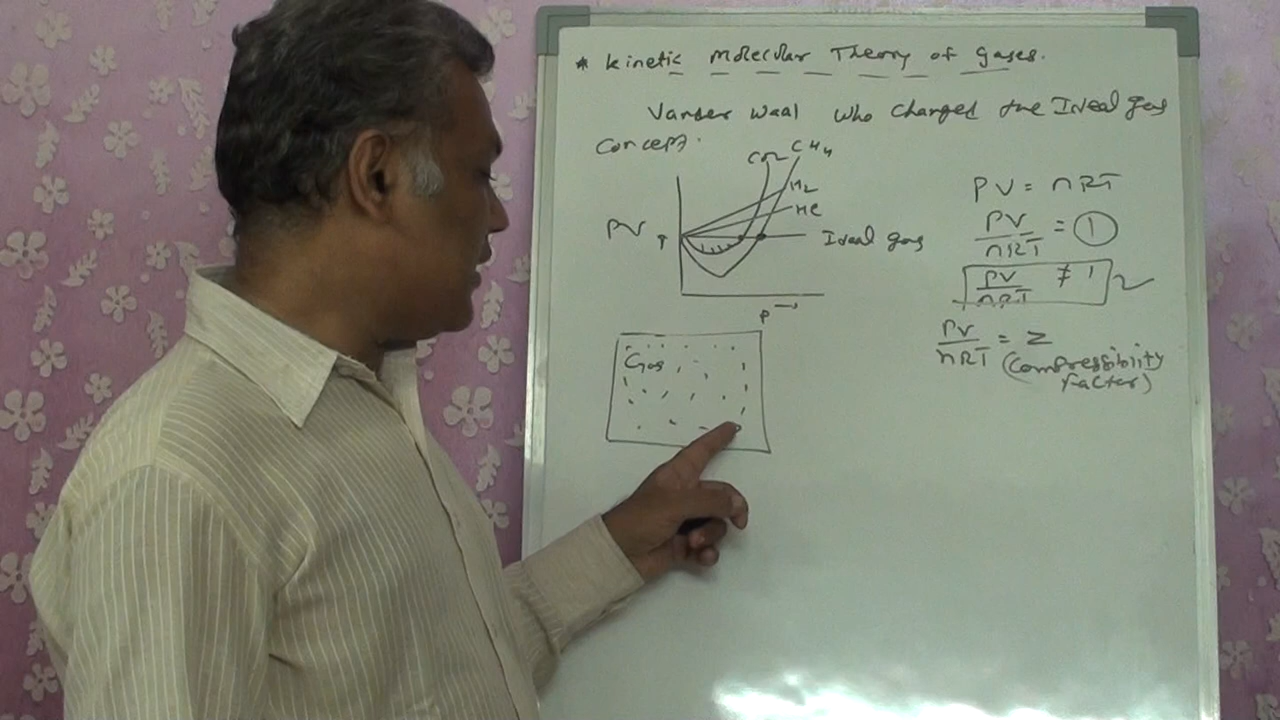 * Kinetic Molecular Theory of gases.
Vander Waal who changed the Ideal gas
Concept.
CO2 CH4
H2
He
PV ↑
Ideal gas
P →
Gas
PV = nRT
PV/nRT = 1
PV/nRT ≠ 1
PV/nRT = Z
(Compressibility
factor)